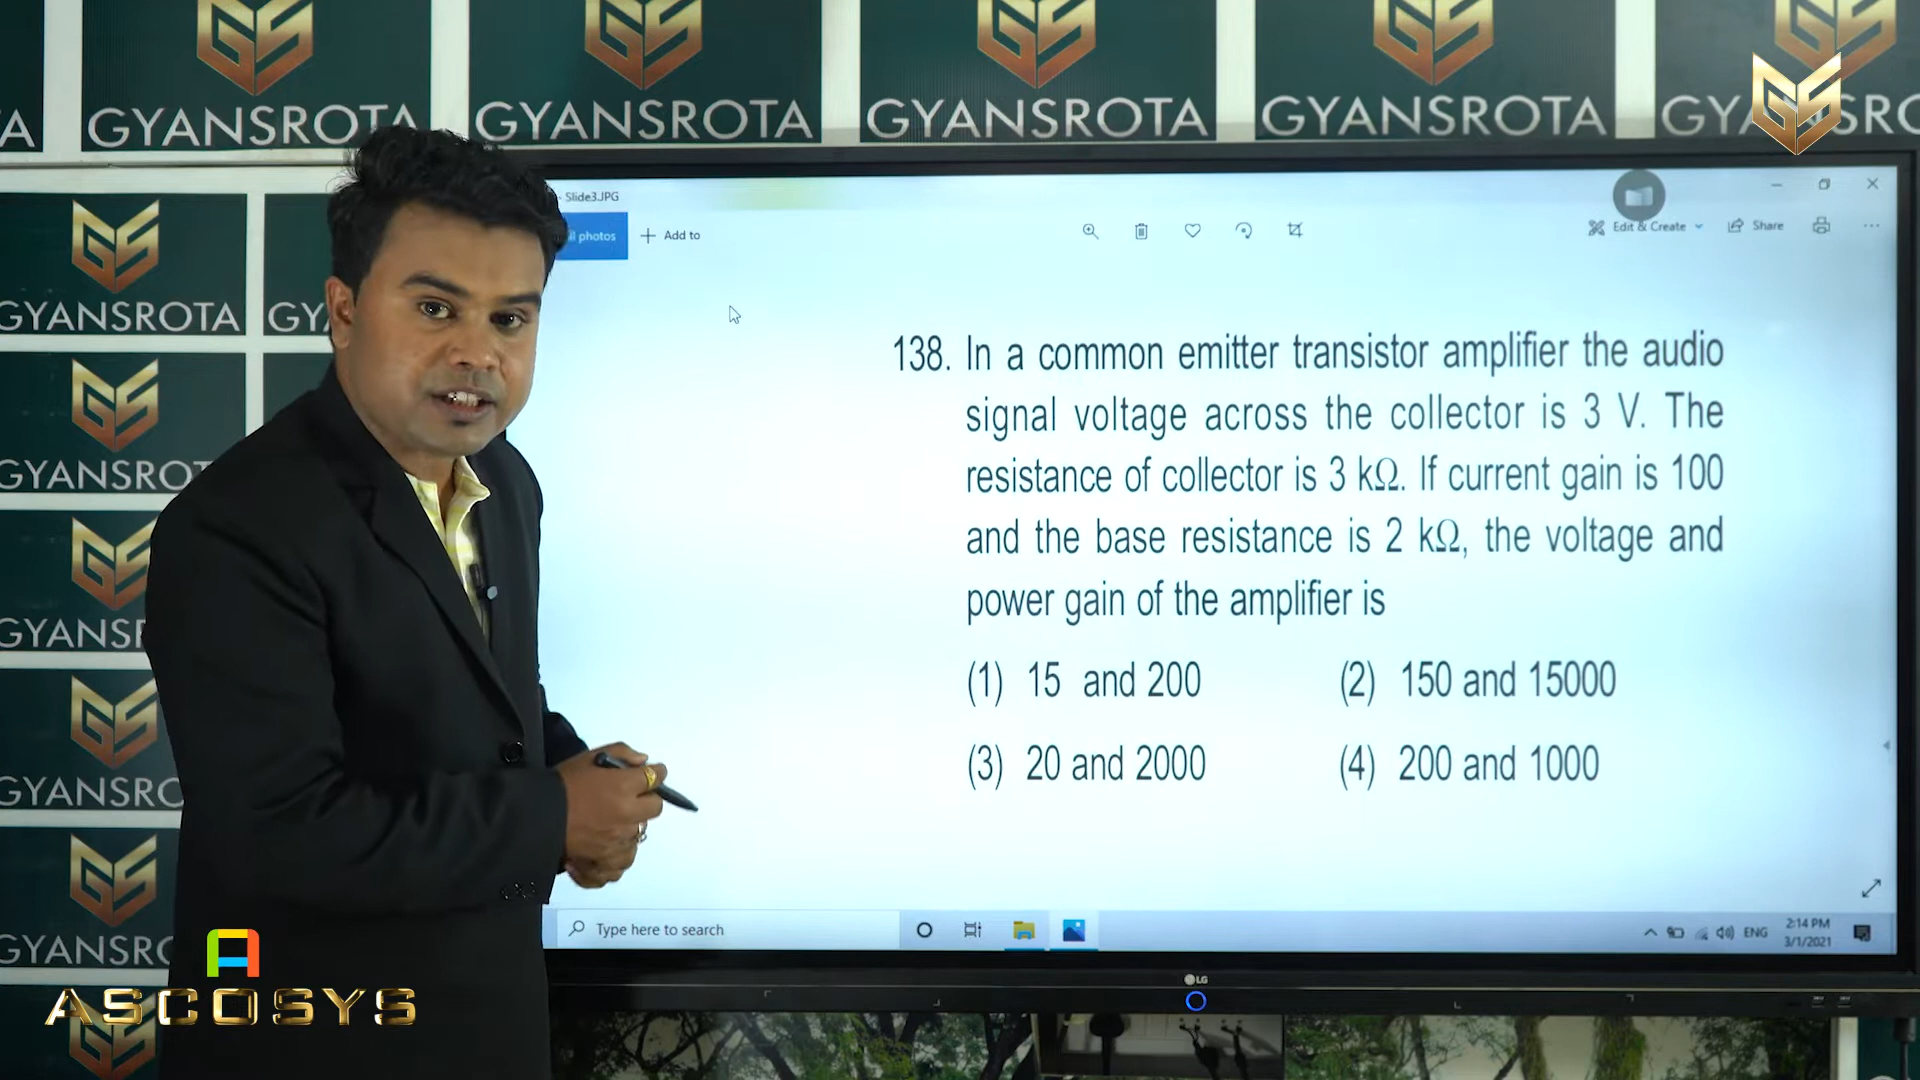 GYANSROTA GYANSROTA GYANSROTA GYANSROTA
GYANSROTA
Slide3.JPG
photos
Add to
Edit & Create
Share
138. In a common emitter transistor amplifier the audio
signal voltage across the collector is 3 V. The
resistance of collector is 3 kΩ. If current gain is 100
and the base resistance is 2 kΩ, the voltage and
power gain of the amplifier is
(1) 15 and 200 (2) 150 and 15000
(3) 20 and 2000 (4) 200 and 1000
Type here to search
ENG
2:14 PM
3/1/2021
LG
ASCOSYS